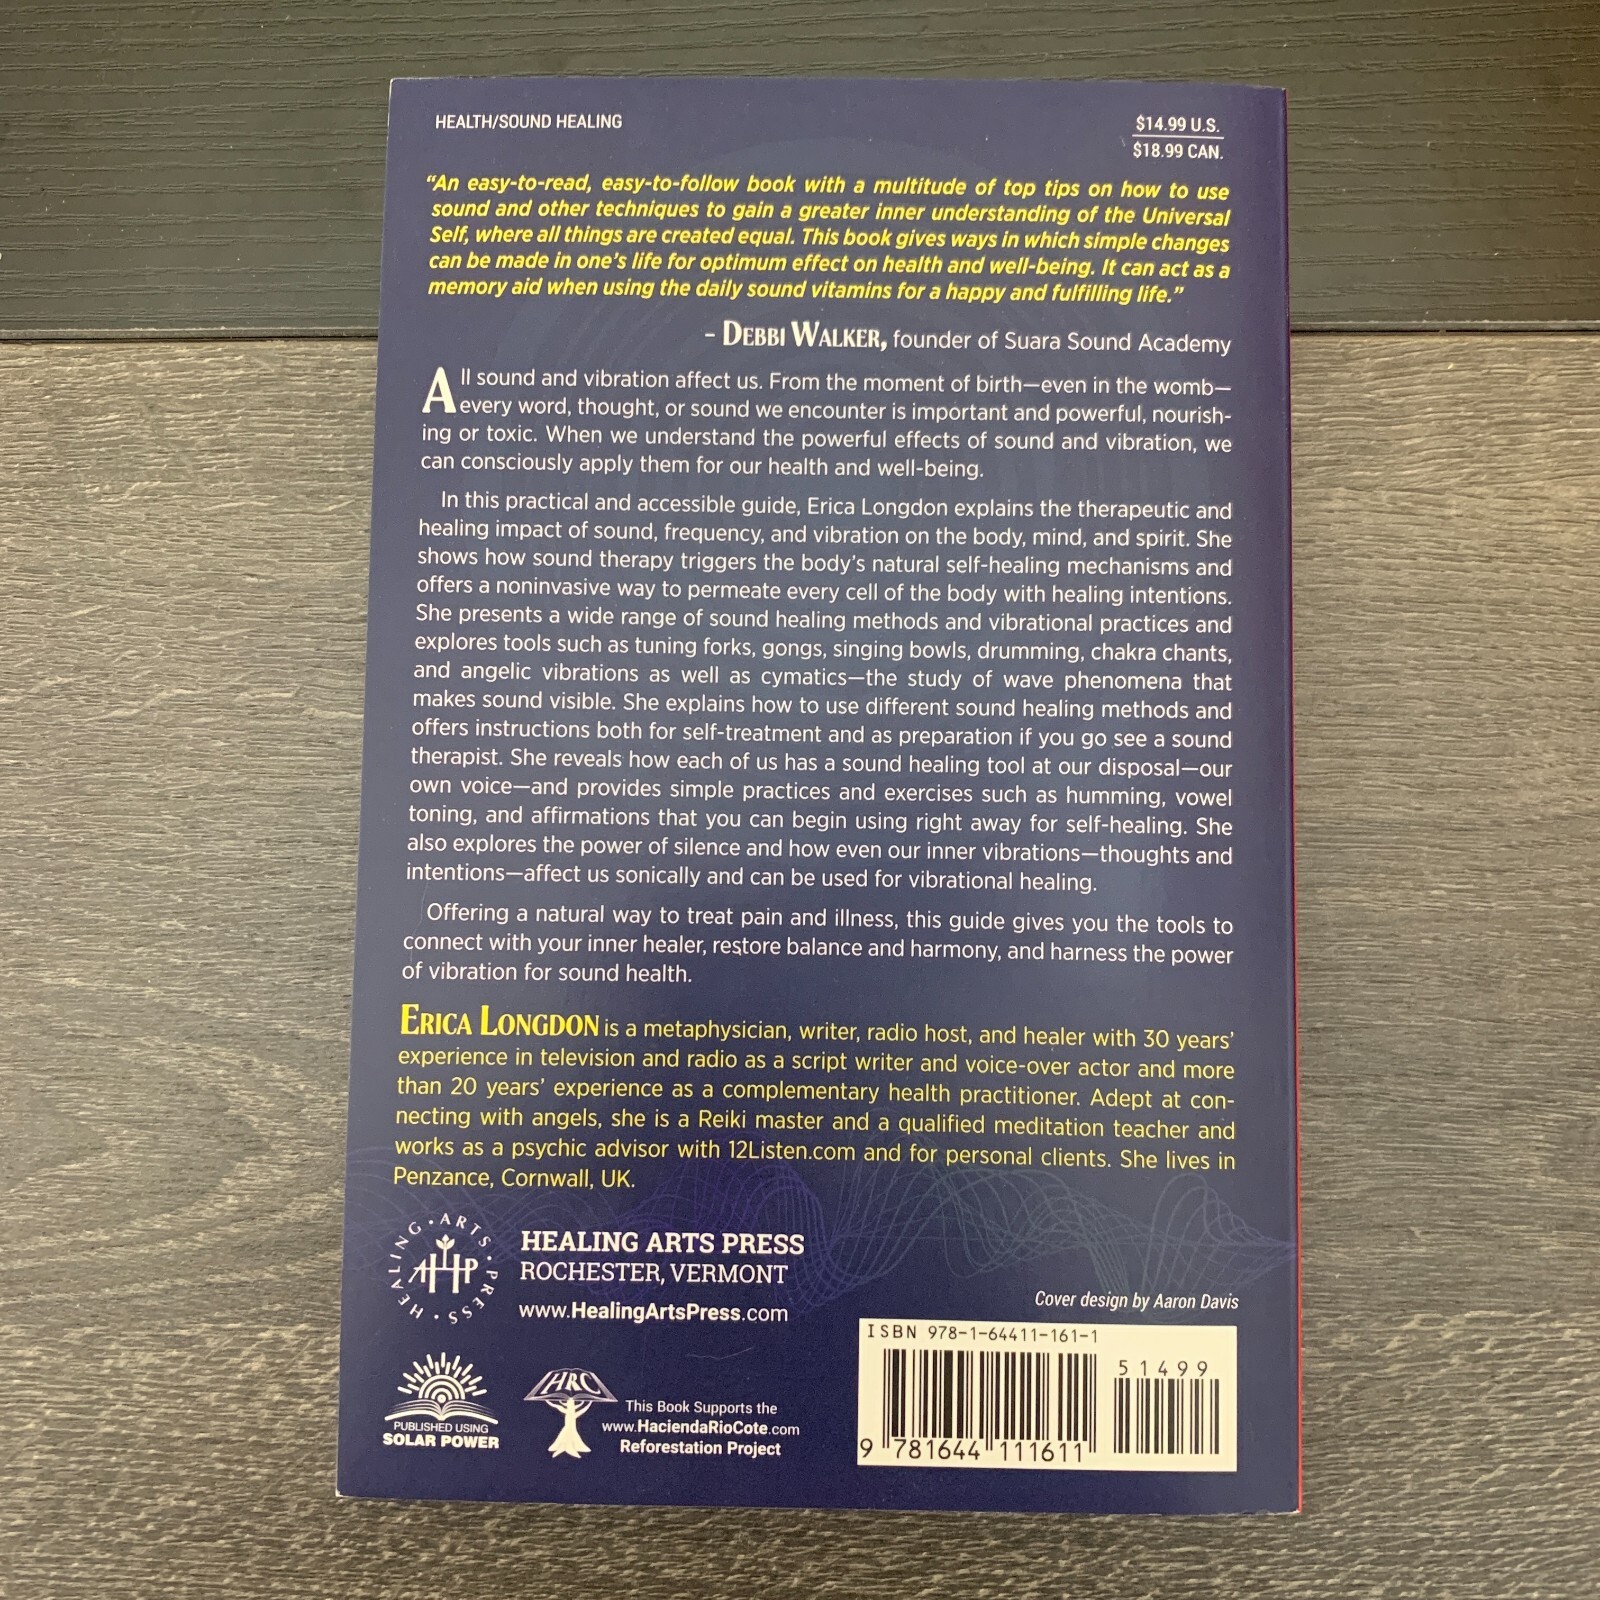 HEALTH/SOUND HEALING
$14.99 U.S.
$18.99 CAN.
“An easy-to-read, easy-to-follow book with a multitude of top tips on how to use
sound and other techniques to gain a greater inner understanding of the Universal
Self, where all things are created equal. This book gives ways in which simple changes
can be made in one’s life for optimum effect on health and well-being. It can act as a
memory aid when using the daily sound vitamins for a happy and fulfilling life.”
– DEBBI WALKER, founder of Suara Sound Academy
All sound and vibration affect us. From the moment of birth—even in the womb—
every word, thought, or sound we encounter is important and powerful, nourish-
ing or toxic. When we understand the powerful effects of sound and vibration, we
can consciously apply them for our health and well-being.
In this practical and accessible guide, Erica Longdon explains the therapeutic and
healing impact of sound, frequency, and vibration on the body, mind, and spirit. She
shows how sound therapy triggers the body’s natural self-healing mechanisms and
offers a noninvasive way to permeate every cell of the body with healing intentions.
She presents a wide range of sound healing methods and vibrational practices and
explores tools such as tuning forks, gongs, singing bowls, drumming, chakra chants,
and angelic vibrations as well as cymatics—the study of wave phenomena that
makes sound visible. She explains how to use different sound healing methods and
offers instructions both for self-treatment and as preparation if you go see a sound
therapist. She reveals how each of us has a sound healing tool at our disposal—our
own voice—and provides simple practices and exercises such as humming, vowel
toning, and affirmations that you can begin using right away for self-healing. She
also explores the power of silence and how even our inner vibrations—thoughts and
intentions—affect us sonically and can be used for vibrational healing.
Offering a natural way to treat pain and illness, this guide gives you the tools to
connect with your inner healer, restore balance and harmony, and harness the power
of vibration for sound health.
ERICA LONGDON is a metaphysician, writer, radio host, and healer with 30 years’
experience in television and radio as a script writer and voice-over actor and more
than 20 years’ experience as a complementary health practitioner. Adept at con-
necting with angels, she is a Reiki master and a qualified meditation teacher and
works as a psychic advisor with 12Listen.com and for personal clients. She lives in
Penzance, Cornwall, UK.
HEALING • ARTS • PRESS •
AHP
HEALING ARTS PRESS
ROCHESTER, VERMONT
www.HealingArtsPress.com
Cover design by Aaron Davis
PUBLISHED USING
SOLAR POWER
HRC
This Book Supports the
www.HaciendaRioCote.com
Reforestation Project
ISBN 978-1-64411-161-1
51499
9 781644 111611